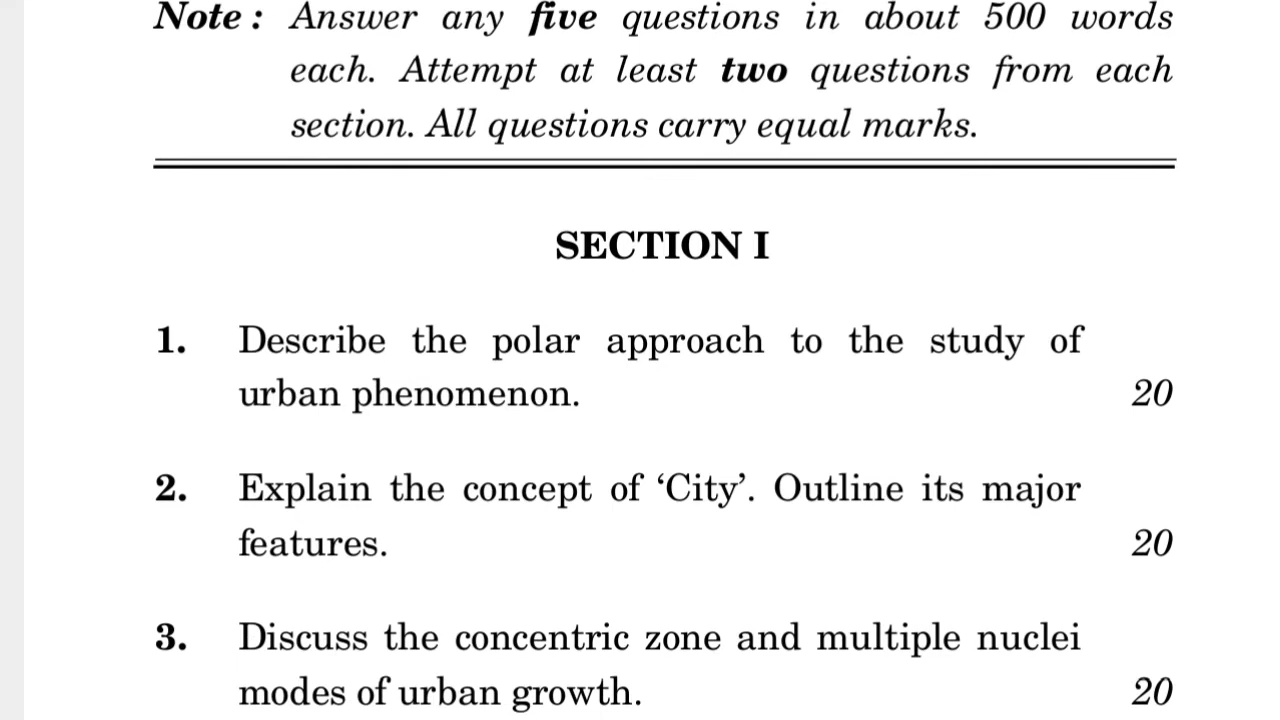 Note : Answer any five questions in about 500 words
each. Attempt at least two questions from each
section. All questions carry equal marks.
SECTION I
1. Describe the polar approach to the study of
urban phenomenon. 20
2. Explain the concept of ‘City’. Outline its major
features. 20
3. Discuss the concentric zone and multiple nuclei
modes of urban growth. 20